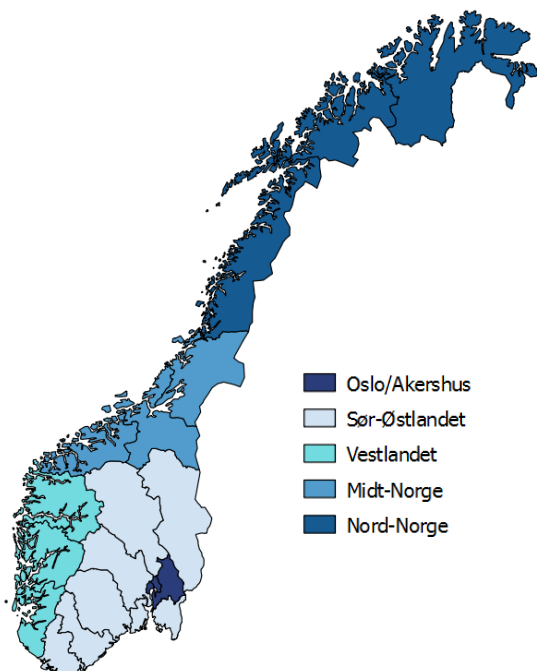 Oslo/Akershus
Sør-Østlandet
Vestlandet
Midt-Norge
Nord-Norge